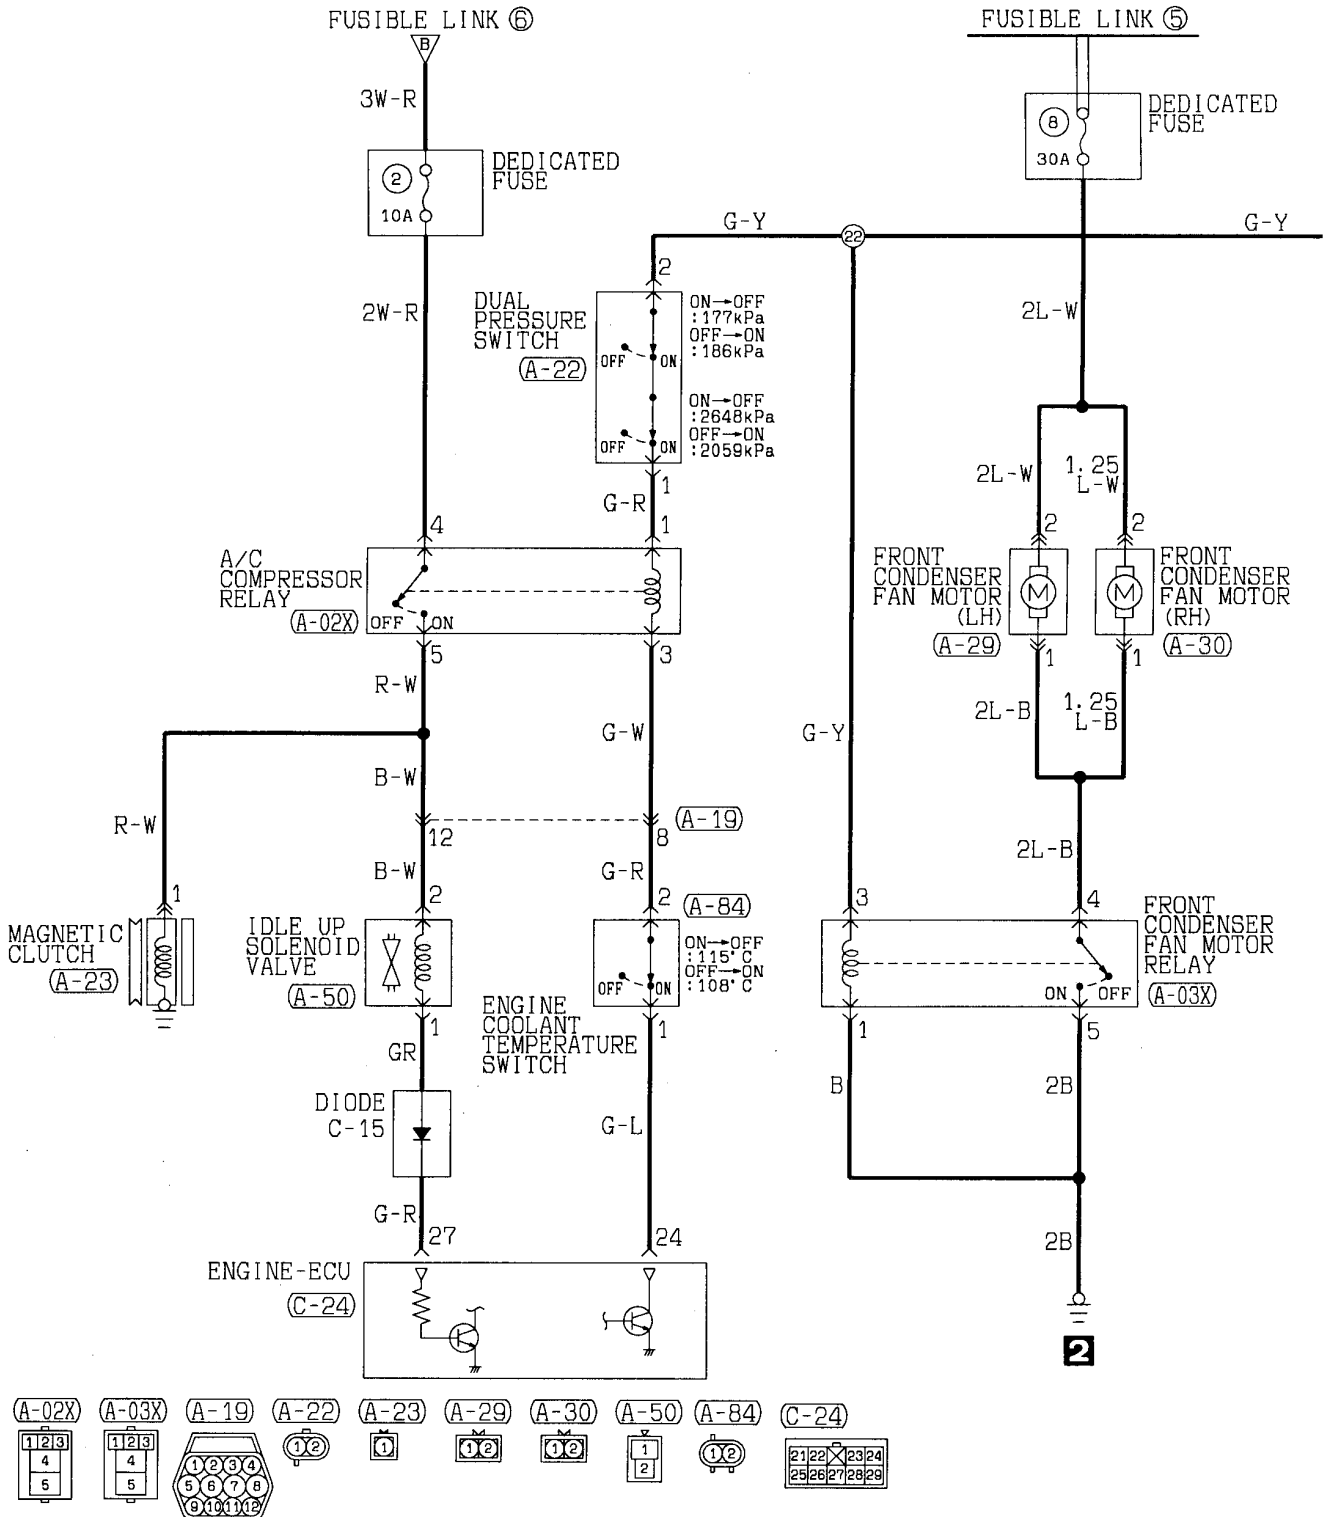 FUSIBLE LINK ⑥
FUSIBLE LINK ⑤
B
3W-R
DEDICATED
FUSE
②
10A
DEDICATED
FUSE
⑧
30A
G-Y
22
G-Y
2W-R
2
DUAL
PRESSURE
SWITCH
(A-22)
ON→OFF
:177kPa
OFF→ON
:186kPa
OFF
ON
ON→OFF
:2648kPa
OFF→ON
:2059kPa
OFF
ON
2L-W
2L-W
1.25
L-W
1
G-R
4
1
2
2
A/C
COMPRESSOR
RELAY
(A-02X)
OFF
ON
5
3
FRONT
CONDENSER
FAN MOTOR
(LH)
(A-29)
M
1
M
FRONT
CONDENSER
FAN MOTOR
(RH)
(A-30)
1
R-W
G-W
G-Y
2L-B
1.25
L-B
B-W
R-W
12
8
(A-19)
B-W
G-R
2L-B
1
2
2
(A-84)
3
4
MAGNETIC
CLUTCH
(A-23)
IDLE UP
SOLENOID
VALVE
(A-50)
ON→OFF
:115°C
OFF→ON
:108°C
OFF
ON
ENGINE
COOLANT
TEMPERATURE
SWITCH
FRONT
CONDENSER
FAN MOTOR
RELAY
(A-03X)
ON
OFF
1
1
1
5
GR
B
2B
DIODE
C-15
G-L
G-R
27
24
2B
ENGINE-ECU
(C-24)
2
(A-02X)
(A-03X)
(A-19)
(A-22)
(A-23)
(A-29)
(A-30)
(A-50)
(A-84)
(C-24)
1 2 3
4
5
1 2 3
4
5
1 2 3 4
5 6 7 8
9 10 11 12
1 2
1
1 2
1 2
1
2
1 2
21 22 23 24
25 26 27 28 29